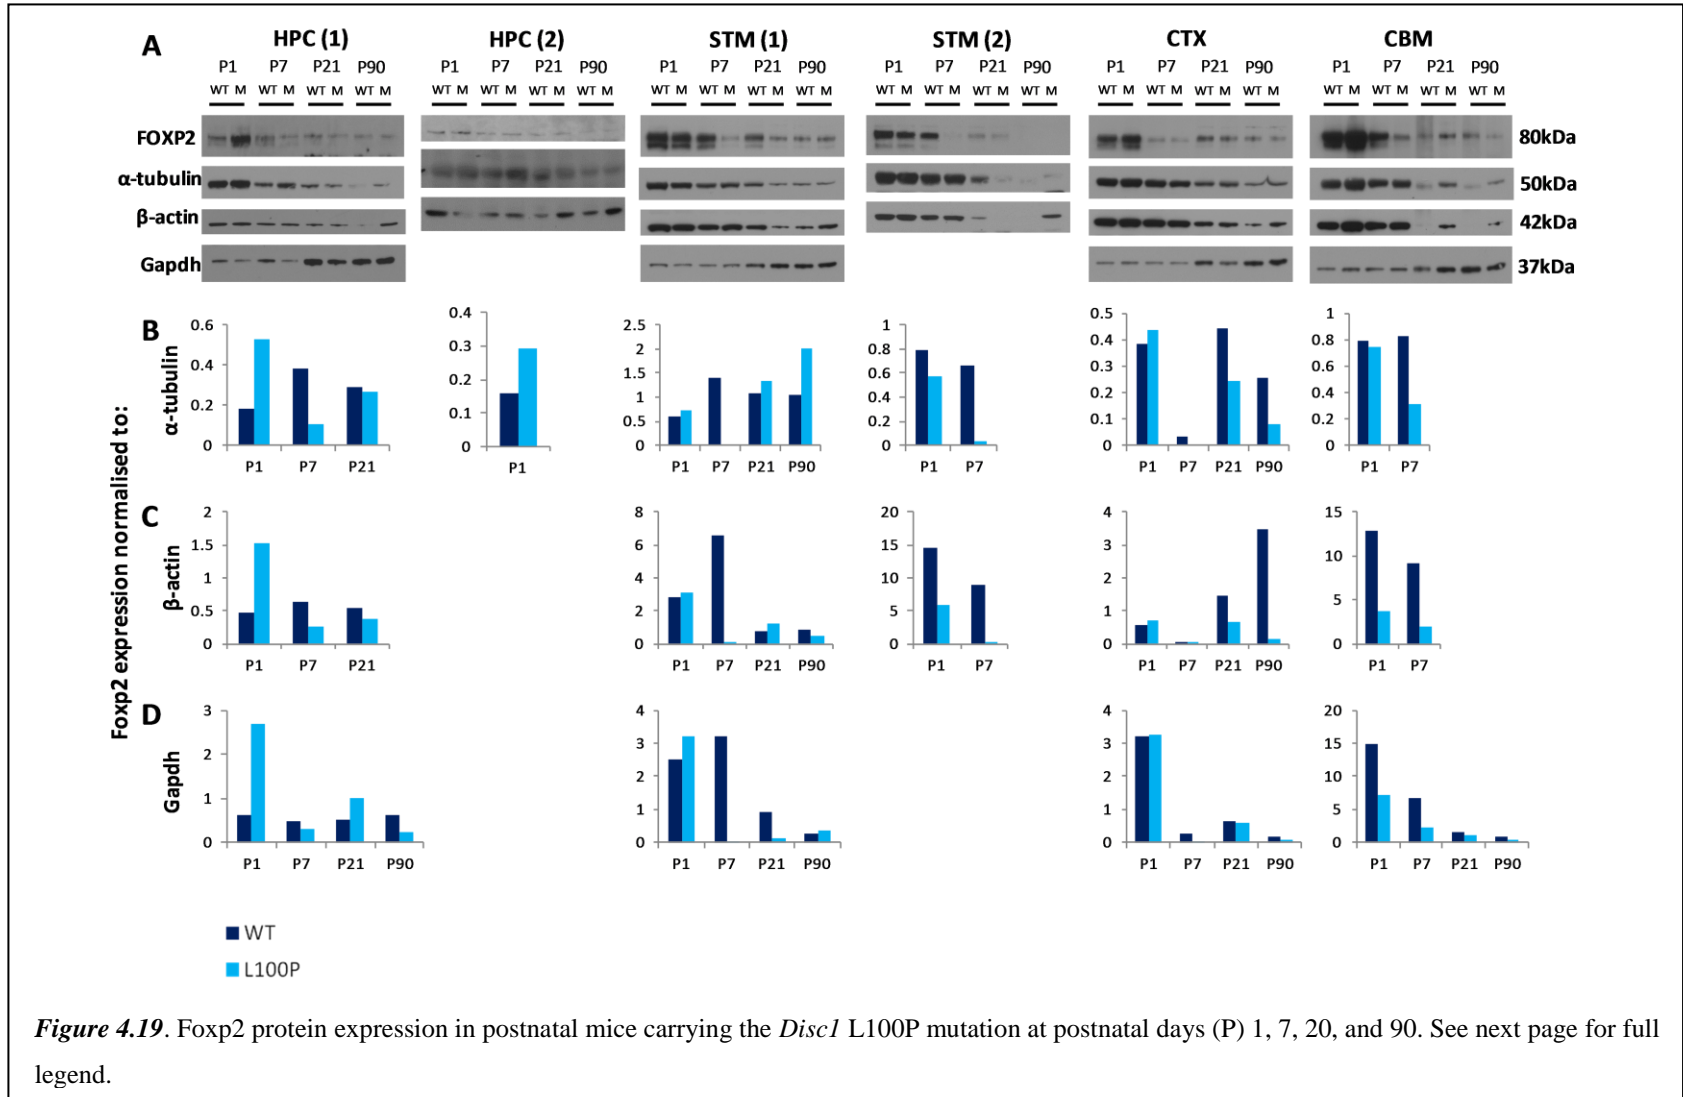 A HPC (1) HPC (2) STM (1) STM (2) CTX CBM
P1 P7 P21 P90 P1 P7 P21 P90 P1 P7 P21 P90 P1 P7 P21 P90 P1 P7 P21 P90 P1 P7 P21 P90
WT M WT M WT M WT M WT M WT M WT M WT M WT M WT M WT M WT M WT M WT M WT M WT M WT M WT M WT M WT M WT M WT M WT M WT M
FOXP2 80kDa
α-tubulin 50kDa
β-actin 42kDa
Gapdh 37kDa
Foxp2 expression normalised to:
B
α-tubulin
0.6
0.4
0.2
0
P1 P7 P21
0.4
0.3
0.2
0.1
0
P1
2.5
2
1.5
1
0.5
0
P1 P7 P21 P90
1
0.8
0.6
0.4
0.2
0
P1 P7
0.5
0.4
0.3
0.2
0.1
0
P1 P7 P21 P90
1
0.8
0.6
0.4
0.2
0
P1 P7
C
β-actin
2
1.5
1
0.5
0
P1 P7 P21
8
6
4
2
0
P1 P7 P21 P90
20
15
10
5
0
P1 P7
4
3
2
1
0
P1 P7 P21 P90
15
10
5
0
P1 P7
D
Gapdh
3
2
1
0
P1 P7 P21 P90
4
3
2
1
0
P1 P7 P21 P90
4
3
2
1
0
P1 P7 P21 P90
20
15
10
5
0
P1 P7 P21 P90
WT
L100P
Figure 4.19. Foxp2 protein expression in postnatal mice carrying the Disc1 L100P mutation at postnatal days (P) 1, 7, 20, and 90. See next page for full
legend.